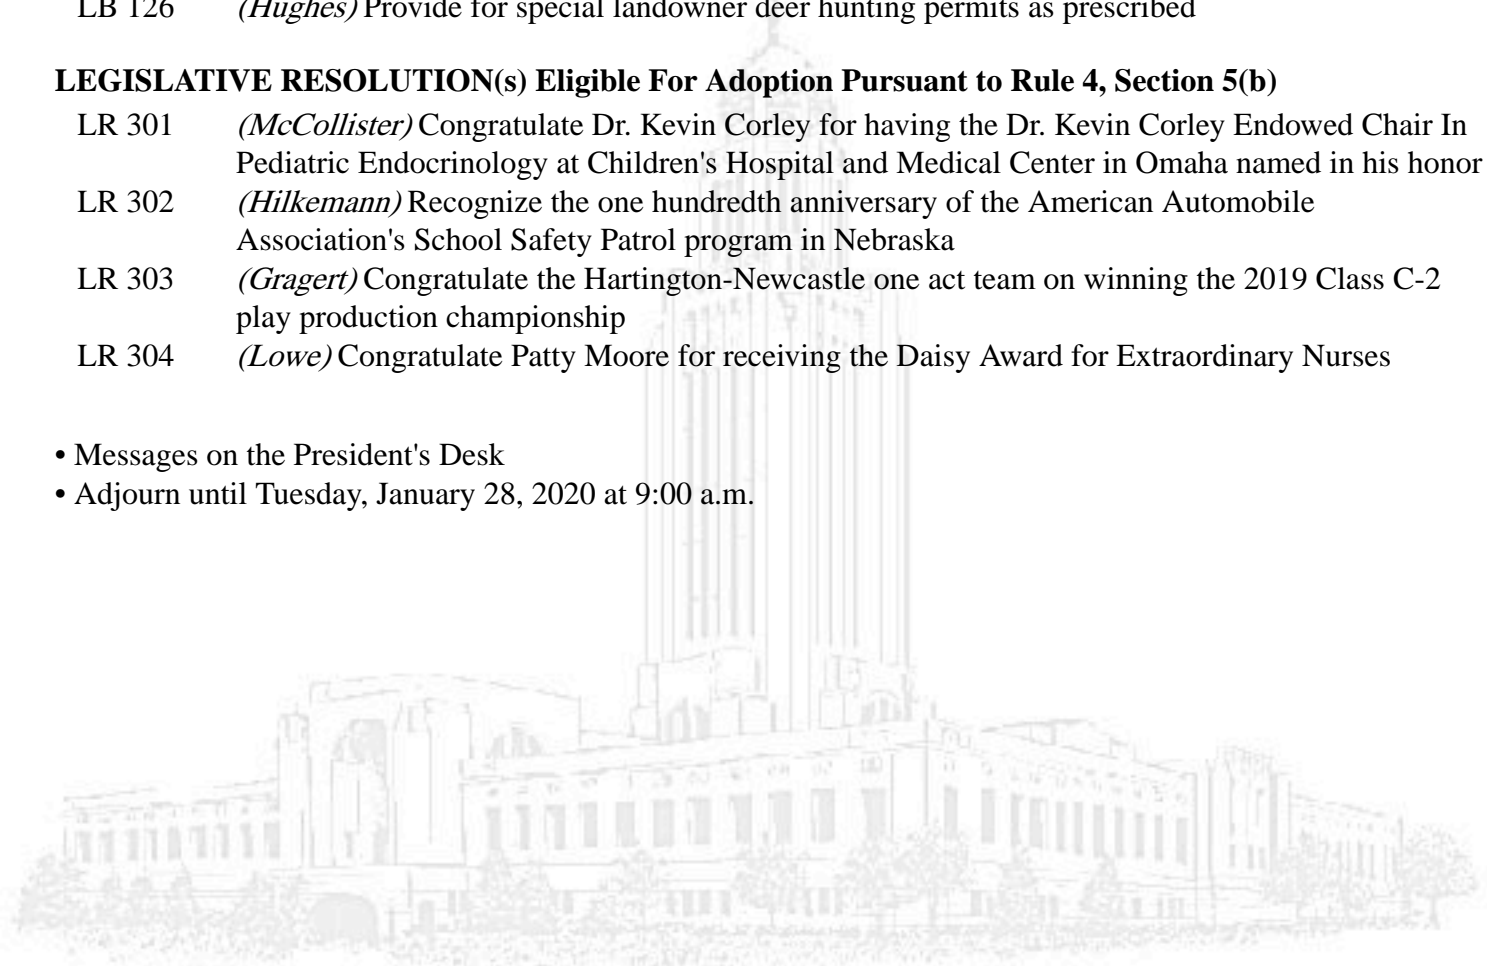 LB 126 (Hughes) Provide for special landowner deer hunting permits as prescribed
LEGISLATIVE RESOLUTION(s) Eligible For Adoption Pursuant to Rule 4, Section 5(b)
LR 301 (McCollister) Congratulate Dr. Kevin Corley for having the Dr. Kevin Corley Endowed Chair In
Pediatric Endocrinology at Children's Hospital and Medical Center in Omaha named in his honor
LR 302 (Hilkemann) Recognize the one hundredth anniversary of the American Automobile
Association's School Safety Patrol program in Nebraska
LR 303 (Gragert) Congratulate the Hartington-Newcastle one act team on winning the 2019 Class C-2
play production championship
LR 304 (Lowe) Congratulate Patty Moore for receiving the Daisy Award for Extraordinary Nurses
• Messages on the President's Desk
• Adjourn until Tuesday, January 28, 2020 at 9:00 a.m.